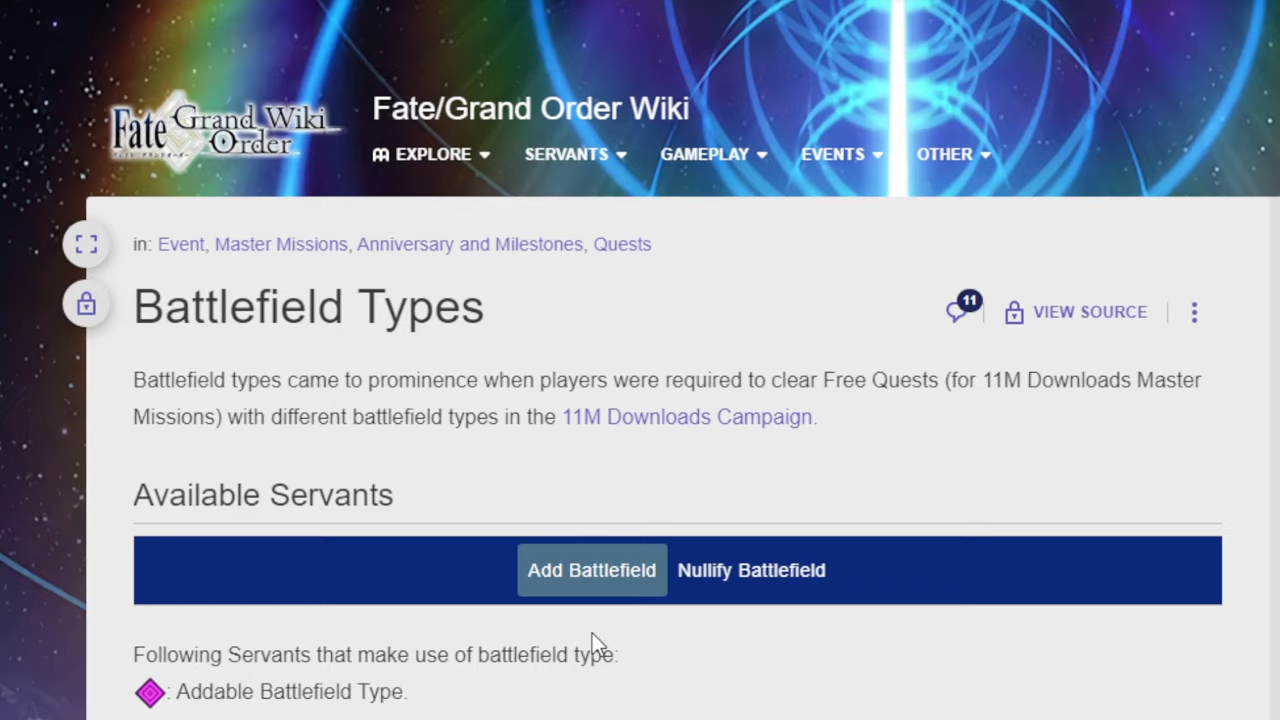 Fate Grand Wiki
Order
Fate/Grand Order Wiki
EXPLORE SERVANTS GAMEPLAY EVENTS OTHER
in: Event, Master Missions, Anniversary and Milestones, Quests
Battlefield Types
11
VIEW SOURCE
Battlefield types came to prominence when players were required to clear Free Quests (for 11M Downloads Master
Missions) with different battlefield types in the 11M Downloads Campaign.
Available Servants
Add Battlefield Nullify Battlefield
Following Servants that make use of battlefield type:
: Addable Battlefield Type.